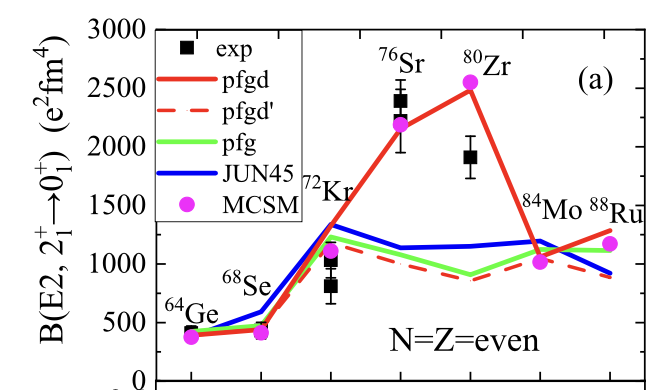 3000
2500
2000
1500
1000
500
0
B(E2, 2₁⁺→0₁⁺) (e²fm⁴)
exp
pfgd
pfgd'
pfg
JUN45
MCSM
(a)
⁶⁴Ge
⁶⁸Se
⁷²Kr
⁷⁶Sr
⁸⁰Zr
⁸⁴Mo
⁸⁸Ru
N=Z=even